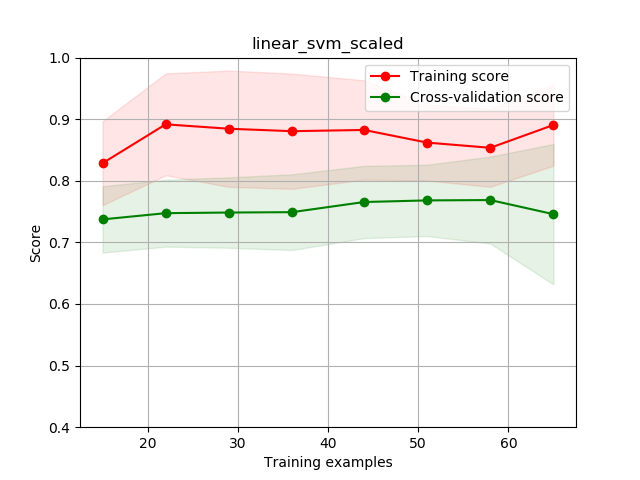 linear_svm_scaled
Training score
Cross-validation score
1.0
0.9
0.8
0.7
0.6
0.5
0.4
Score
20 30 40 50 60
Training examples